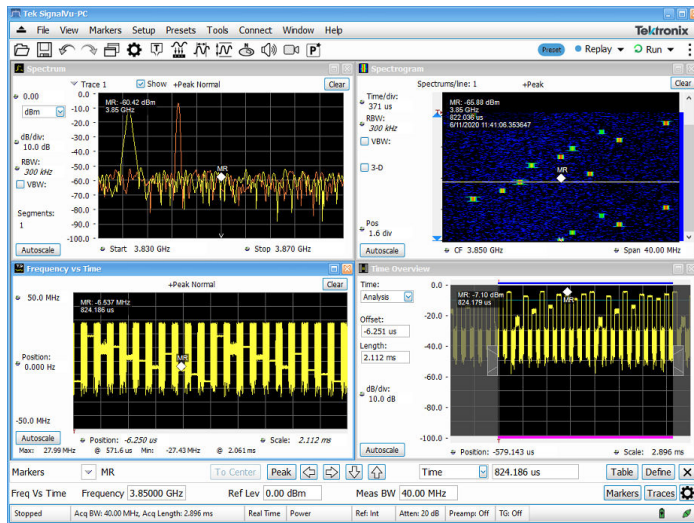 Tek SignalVu-PC
File View Markers Setup Presets Tools Connect Window Help
Tektronix
Preset Replay Run
Spectrum
Trace 1 Show +Peak Normal Clear
0.00
dBm
dB/div:
10.0 dB
RBW:
300 kHz
VBW:
Segments:
1
Autoscale
0.0
-10.0
-20.0
-30.0
-40.0
-50.0
-60.0
-70.0
-80.0
-90.0
-100.0
MR: -60.42 dBm
3.85 GHz
MR
Start 3.830 GHz Stop 3.870 GHz
Spectrogram
Spectrums/line: 1 +Peak Clear
Time/div:
371 us
RBW:
300 kHz
VBW:
3-D
Pos
1.6 div
Autoscale
MR: -65.88 dBm
3.85 GHz
822.036 us
6/11/2020 11:41:06.353647
MR
CF 3.850 GHz Span 40.00 MHz
Frequency vs Time
+Peak Normal Clear
50.0 MHz
Position:
0.000 Hz
-50.0 MHz
MR: -6.537 MHz
824.186 us
MR
Autoscale
Position: -6.250 us Scale: 2.112 ms
Max: 27.99 MHz @ 571.6 us Min: -27.43 MHz @ 2.061 ms
Time Overview
Time:
Analysis
Offset:
-6.251 us
Length:
2.112 ms
dB/div:
10.0 dB
Autoscale
0.0
-20.0
-40.0
-60.0
-80.0
-100.0
MR: -7.10 dBm
824.179 us
MR
Position: -579.143 us Scale: 2.896 ms
Markers MR To Center Peak Time 824.186 us Table Define X
Freq Vs Time Frequency 3.85000 GHz Ref Lev 0.00 dBm Meas BW 40.00 MHz Markers Traces
Stopped Acq BW: 40.00 MHz, Acq Length: 2.896 ms Real Time Power Ref: Int Atten: 20 dB Preamp: Off TG: Off